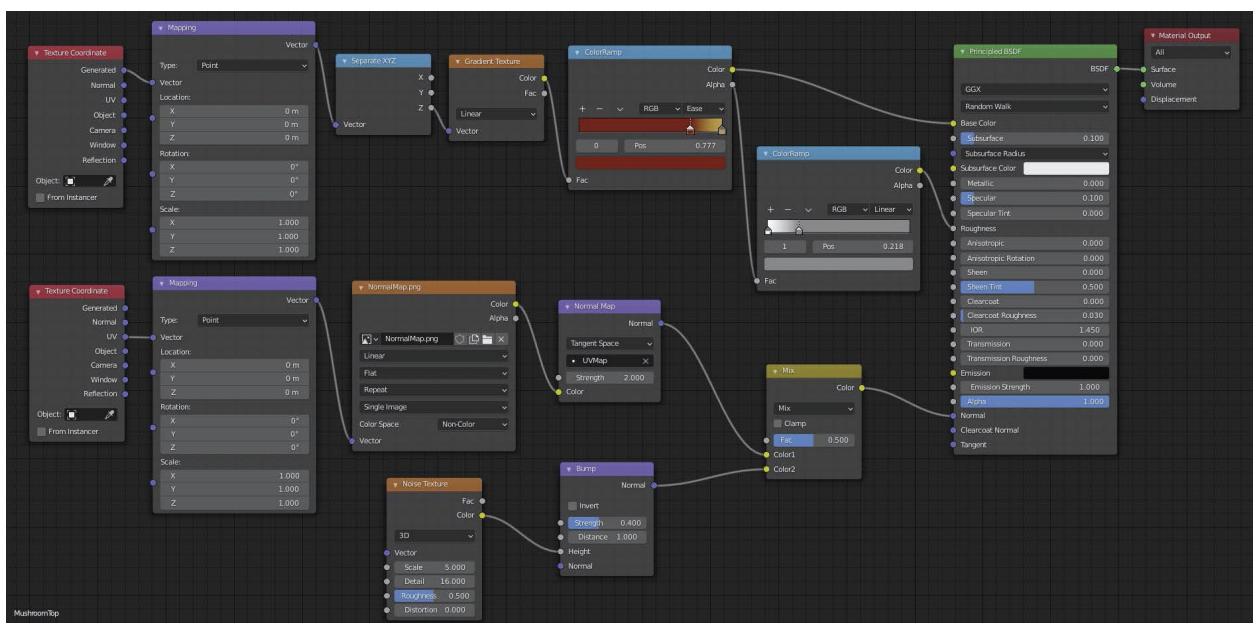 Texture Coordinate
Generated
Normal
UV
Object
Camera
Window
Reflection
Object:
From Instancer
Mapping
Vector
Type: Point
Vector
Location:
X 0 m
Y 0 m
Z 0 m
Rotation:
X 0°
Y 0°
Z 0°
Scale:
X 1.000
Y 1.000
Z 1.000
Separate XYZ
X
Y
Z
Vector
Gradient Texture
Color
Fac
Linear
Vector
ColorRamp
Color
Alpha
RGB Ease
0 Pos 0.777
Fac
ColorRamp
Color
Alpha
RGB Linear
1 Pos 0.218
Fac
Principled BSDF
BSDF
GGX
Random Walk
Base Color
Subsurface 0.100
Subsurface Radius
Subsurface Color
Metallic 0.000
Specular 0.100
Specular Tint 0.000
Roughness
Anisotropic 0.000
Anisotropic Rotation 0.000
Sheen 0.000
Sheen Tint 0.500
Clearcoat 0.000
Clearcoat Roughness 0.030
IOR 1.450
Transmission 0.000
Transmission Roughness 0.000
Emission
Emission Strength 1.000
Alpha 1.000
Normal
Clearcoat Normal
Tangent
Material Output
All
Surface
Volume
Displacement
Texture Coordinate
Generated
Normal
UV
Object
Camera
Window
Reflection
Object:
From Instancer
Mapping
Vector
Type: Point
Vector
Location:
X 0 m
Y 0 m
Z 0 m
Rotation:
X 0°
Y 0°
Z 0°
Scale:
X 1.000
Y 1.000
Z 1.000
NormalMap.png
Color
Alpha
NormalMap.png
Linear
Flat
Repeat
Single Image
Color Space Non-Color
Vector
Normal Map
Normal
Tangent Space
UVMap
Strength 2.000
Color
Mix
Color
Mix
Clamp
Fac 0.500
Color1
Color2
Noise Texture
Fac
Color
3D
Vector
Scale 5.000
Detail 16.000
Roughness 0.500
Distortion 0.000
Bump
Normal
Invert
Strength 0.400
Distance 1.000
Height
Normal
MushroomTop